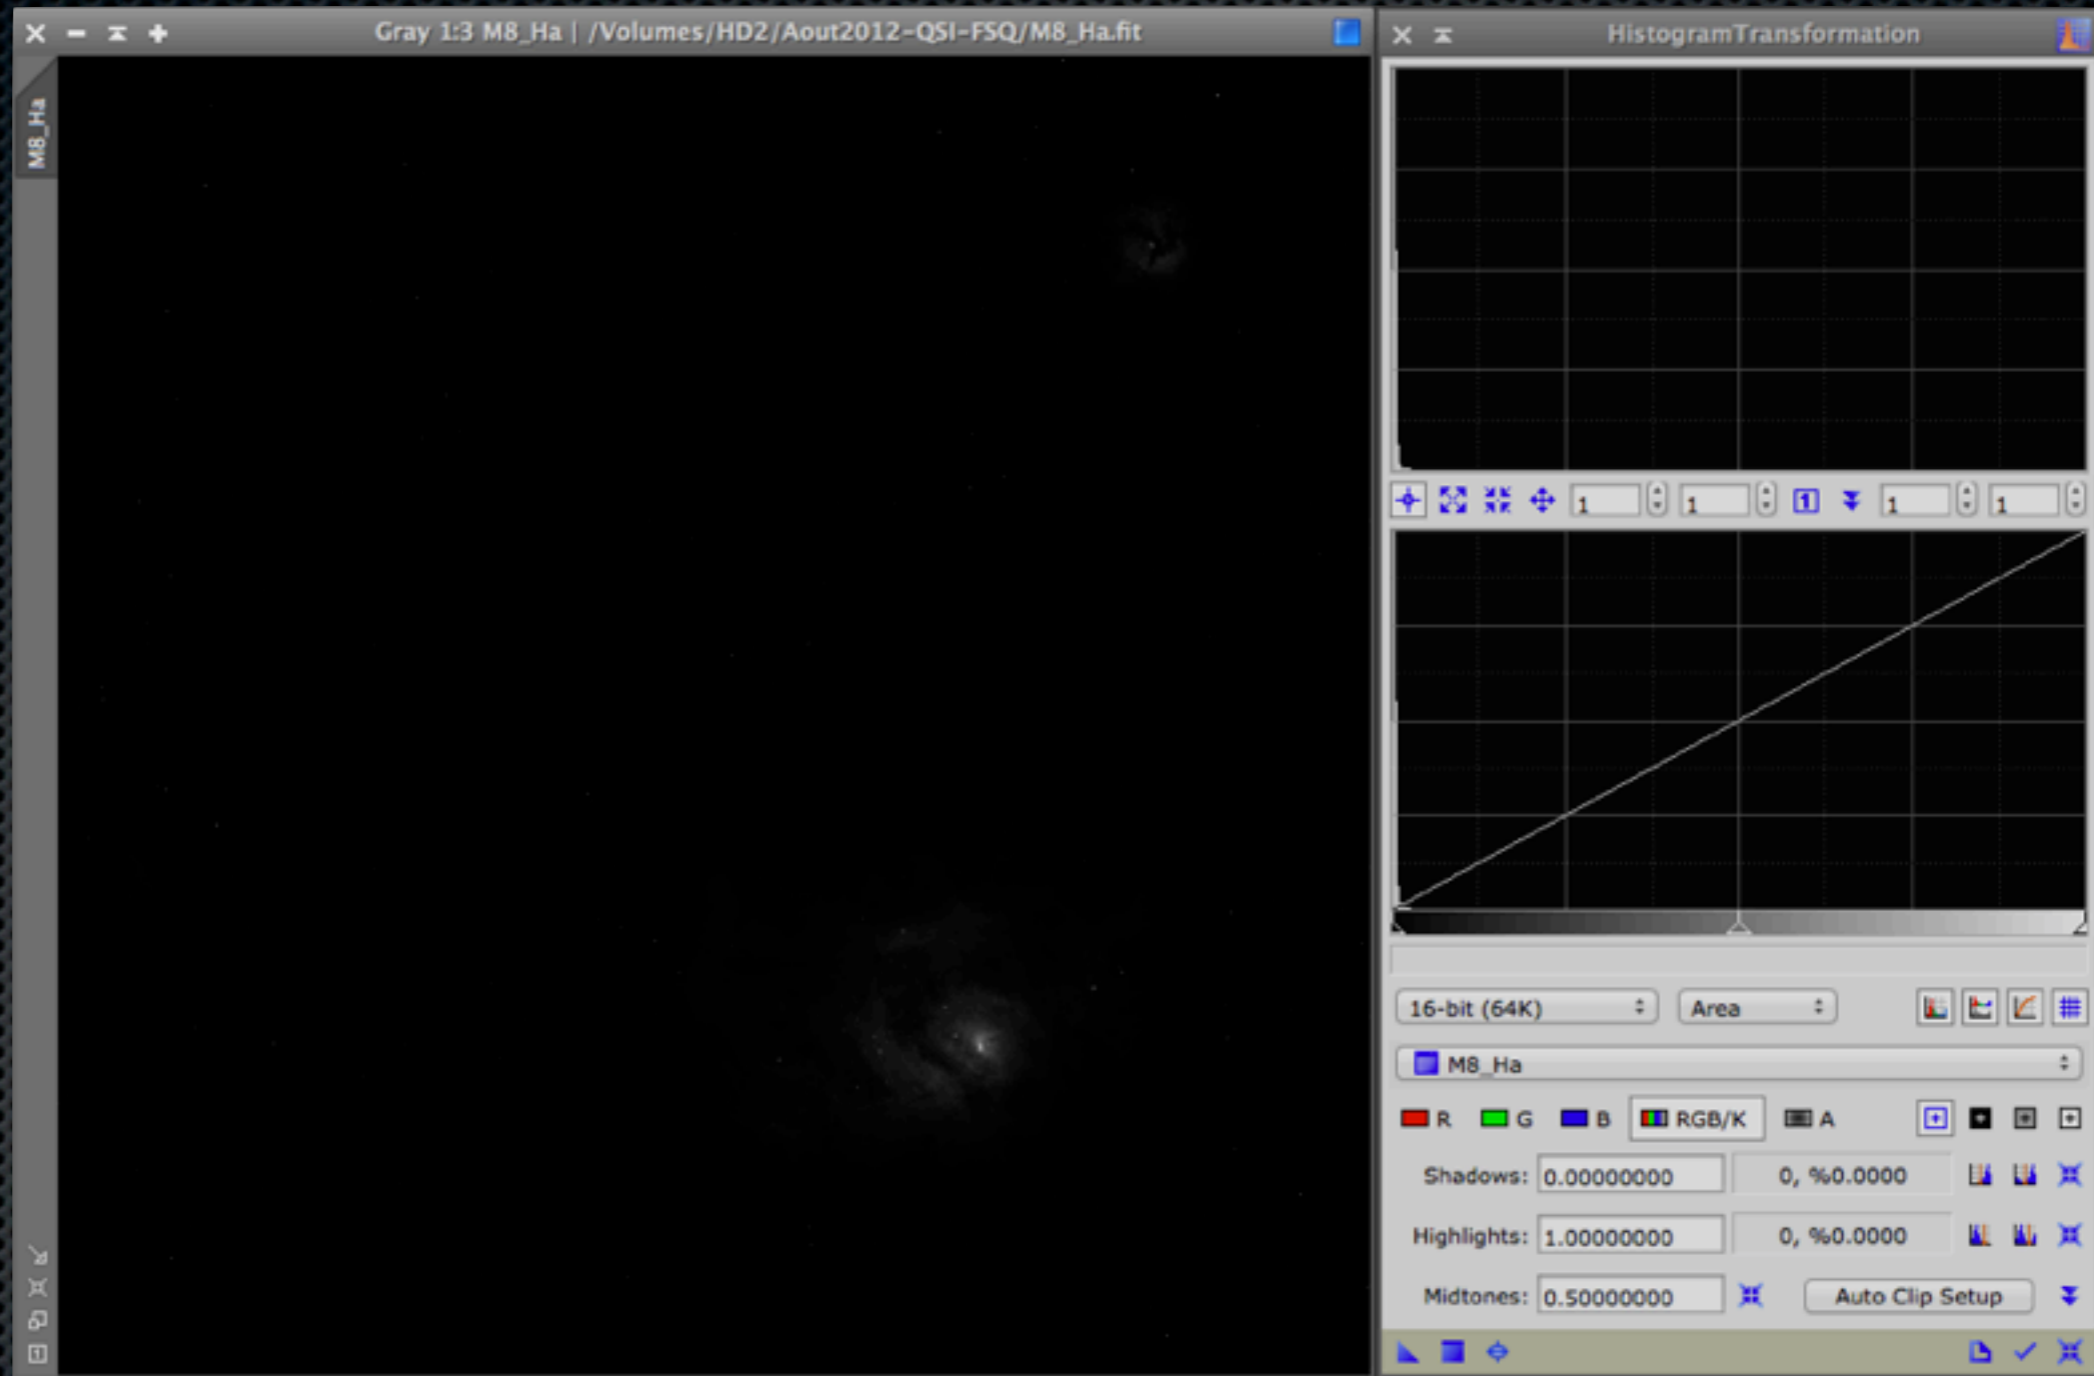 Gray 1:3 M8_Ha | /Volumes/HD2/Aout2012-QSI-FSQ/M8_Ha.fit
M8_Ha
1
HistogramTransformation
1 1 1 1 1
16-bit (64K) Area
M8_Ha
R G B RGB/K A
Shadows: 0.00000000 0, %0.0000
Highlights: 1.00000000 0, %0.0000
Midtones: 0.50000000 Auto Clip Setup